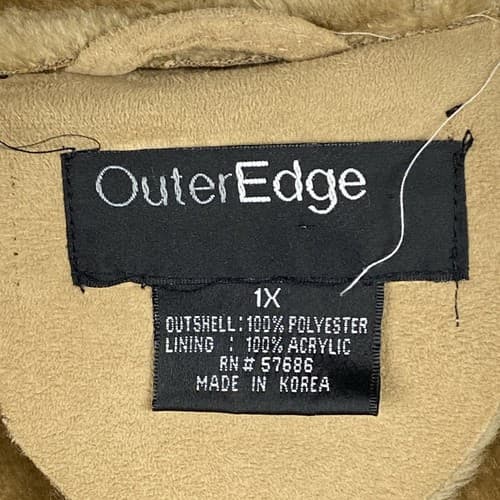 OuterEdge
1X
OUTSHELL: 100% POLYESTER
LINING : 100% ACRYLIC
RN# 57686
MADE IN KOREA